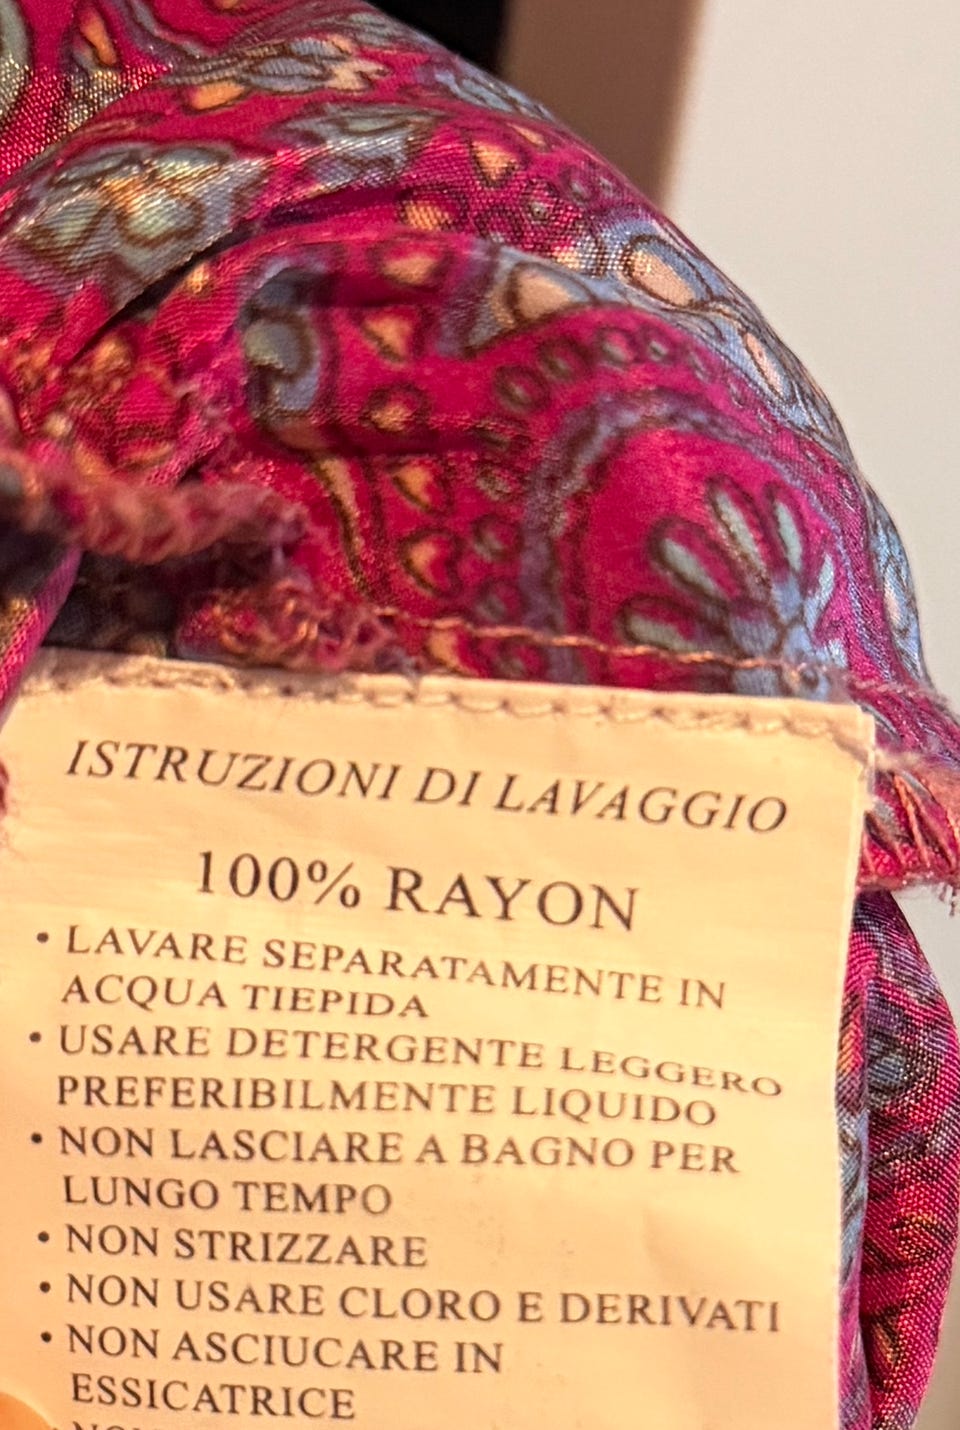 ISTRUZIONI DI LAVAGGIO
100% RAYON
• LAVARE SEPARATAMENTE IN
ACQUA TIEPIDA
• USARE DETERGENTE LEGGERO
PREFERIBILMENTE LIQUIDO
• NON LASCIARE A BAGNO PER
LUNGO TEMPO
• NON STRIZZARE
• NON USARE CLORO E DERIVATI
• NON ASCIUCARE IN
ESSICATRICE